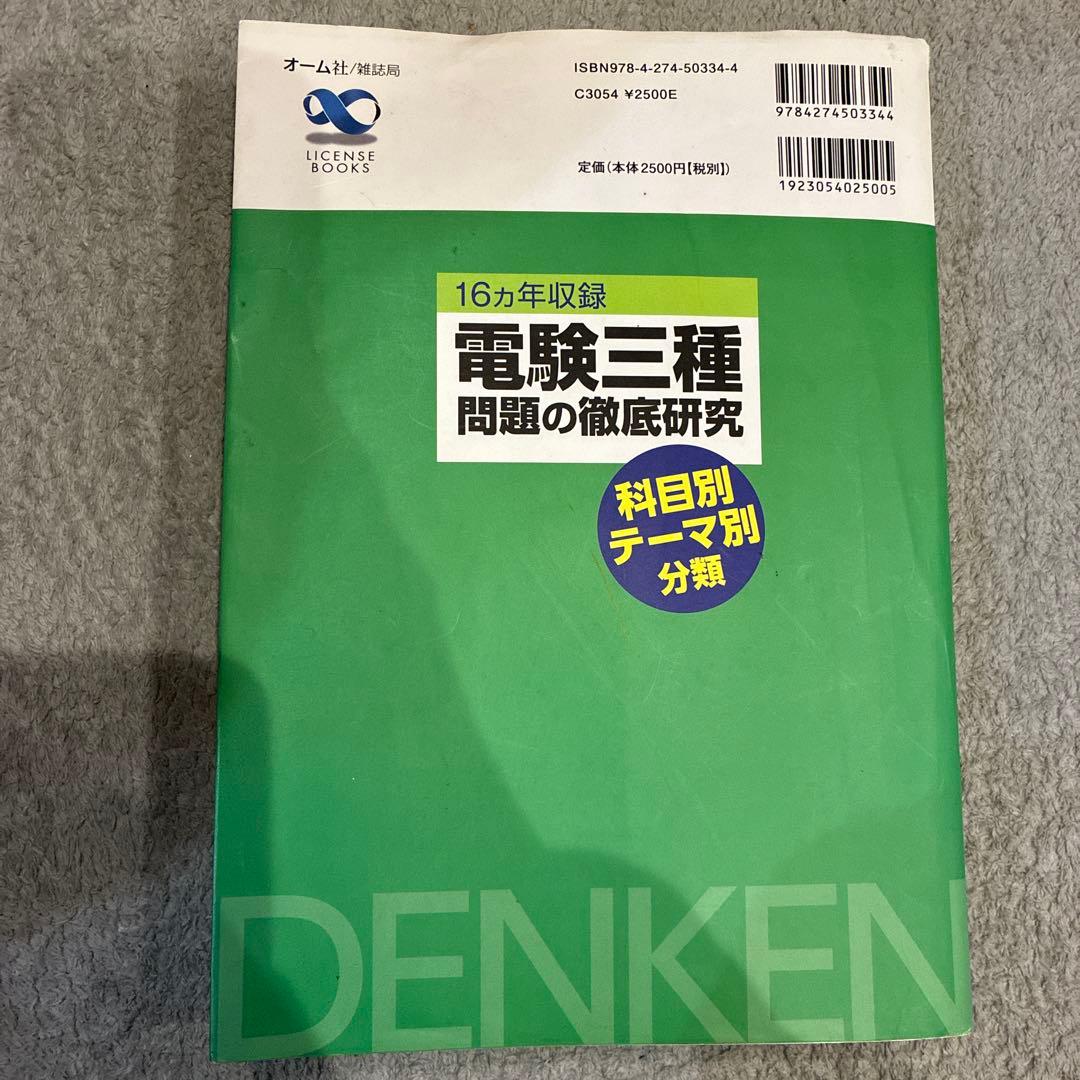 オーム社/雑誌局
LICENSE
BOOKS
ISBN978-4-274-50334-4
C3054 ¥2500E
定価(本体2500円【税別】)
9784274503344
1923054025005
16カ年収録
電験三種
問題の徹底研究
科目別
テーマ別
分類
DENKEN